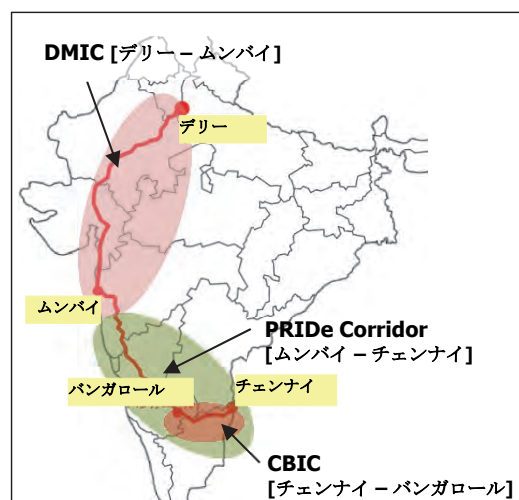 DMIC [デリー – ムンバイ]
デリー
ムンバイ
PRIDe Corridor
[ムンバイ – チェンナイ]
バンガロール
チェンナイ
CBIC
[チェンナイ – バンガロール]